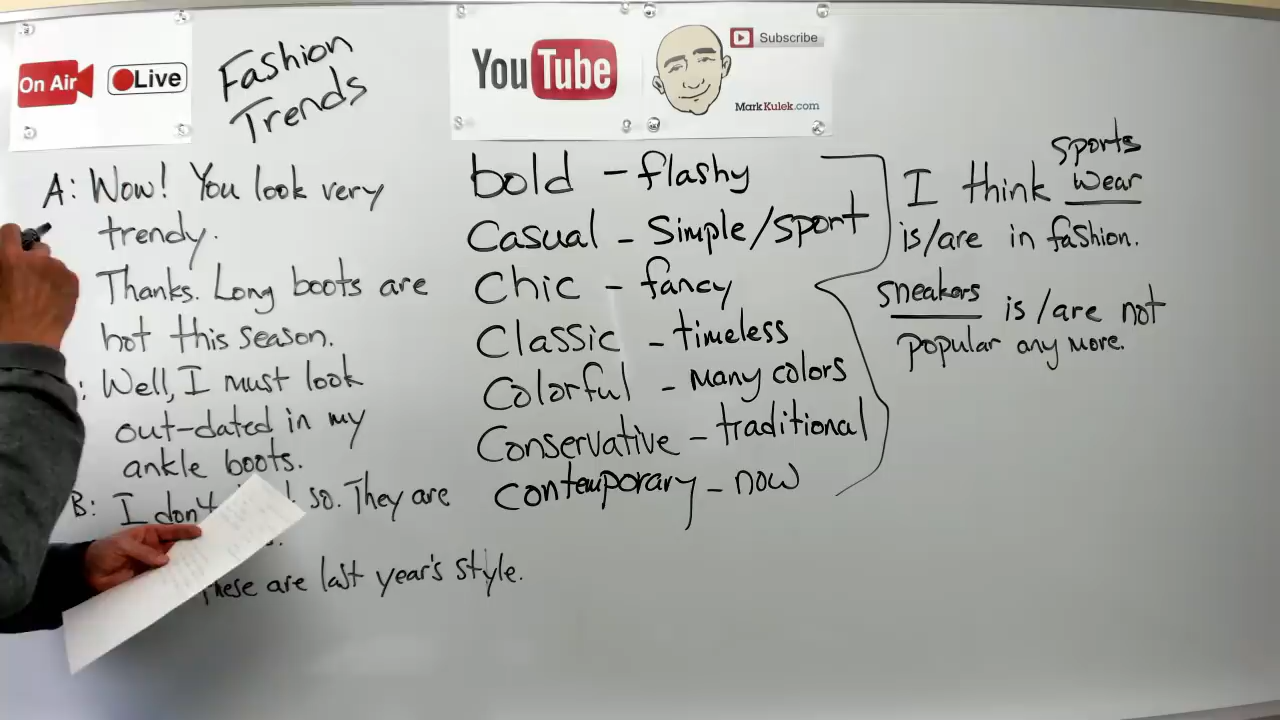 On Air
Live
Fashion
Trends
YouTube
Subscribe
MarkKulek.com
A: Wow! You look very
trendy.
Thanks. Long boots are
hot this season.
: Well, I must look
out-dated in my
ankle boots.
B: I don't so. They are
These are last year's style.
bold - flashy
Casual - Simple/sport
Chic - fancy
Classic - timeless
Colorful - many colors
Conservative - traditional
contemporary - now
sports
I think wear
is/are in fashion.
sneakers is/are not
popular any more.